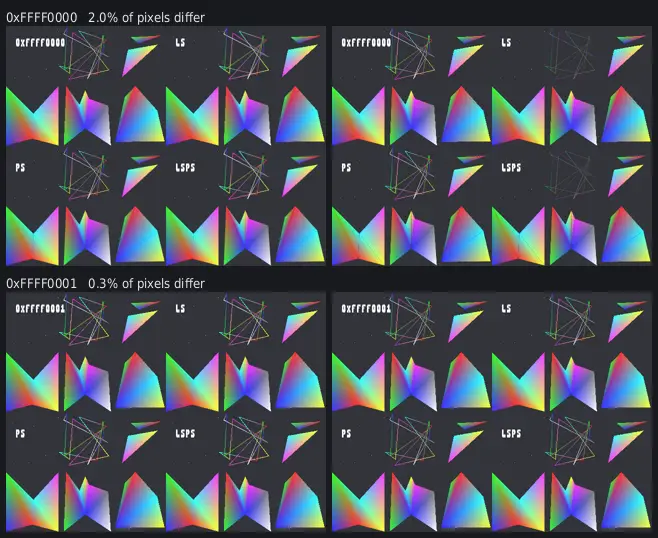 0xFFFF0000 2.0% of pixels differ
0xFFFF0000 LS 0xFFFF0000 LS
PS LSPS PS LSPS
0xFFFF0001 0.3% of pixels differ
0xFFFF0001 LS 0xFFFF0001 LS
PS LSPS PS LSPS